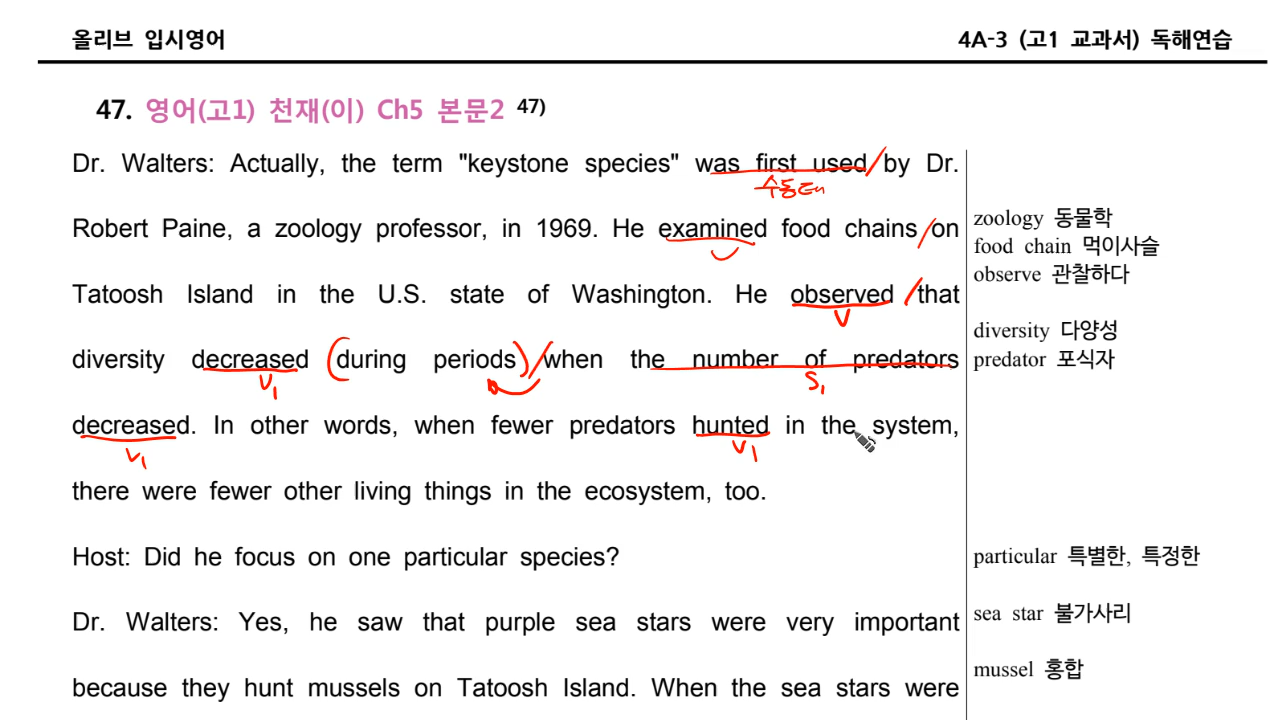 올리브 입시영어
4A-3 (고1 교과서) 독해연습
47. 영어(고1) 천재(이) Ch5 본문2 47)
Dr. Walters: Actually, the term "keystone species" was first used by Dr.
수동태
Robert Paine, a zoology professor, in 1969. He examined food chains on
Tatoosh Island in the U.S. state of Washington. He observed that
V
diversity decreased (during periods) when the number of predators
V1 S1
decreased. In other words, when fewer predators hunted in the system,
V1 V1
there were fewer other living things in the ecosystem, too.
Host: Did he focus on one particular species?
Dr. Walters: Yes, he saw that purple sea stars were very important
because they hunt mussels on Tatoosh Island. When the sea stars were
zoology 동물학
food chain 먹이사슬
observe 관찰하다
diversity 다양성
predator 포식자
particular 특별한, 특정한
sea star 불가사리
mussel 홍합